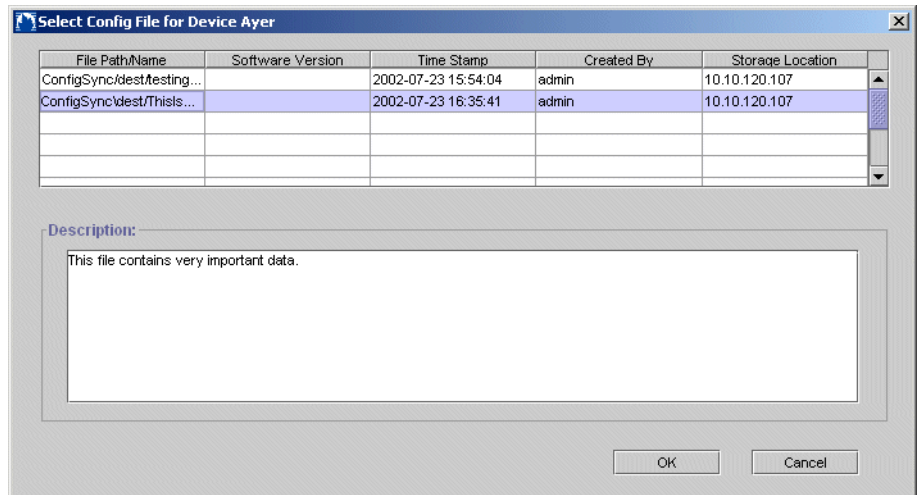 Select Config File for Device Ayer
File Path/Name Software Version Time Stamp Created By Storage Location
ConfigSync/dest/testing... 2002-07-23 15:54:04 admin 10.10.120.107
ConfigSync\dest/ThisIs... 2002-07-23 16:35:41 admin 10.10.120.107
Description:
This file contains very important data.
OK Cancel